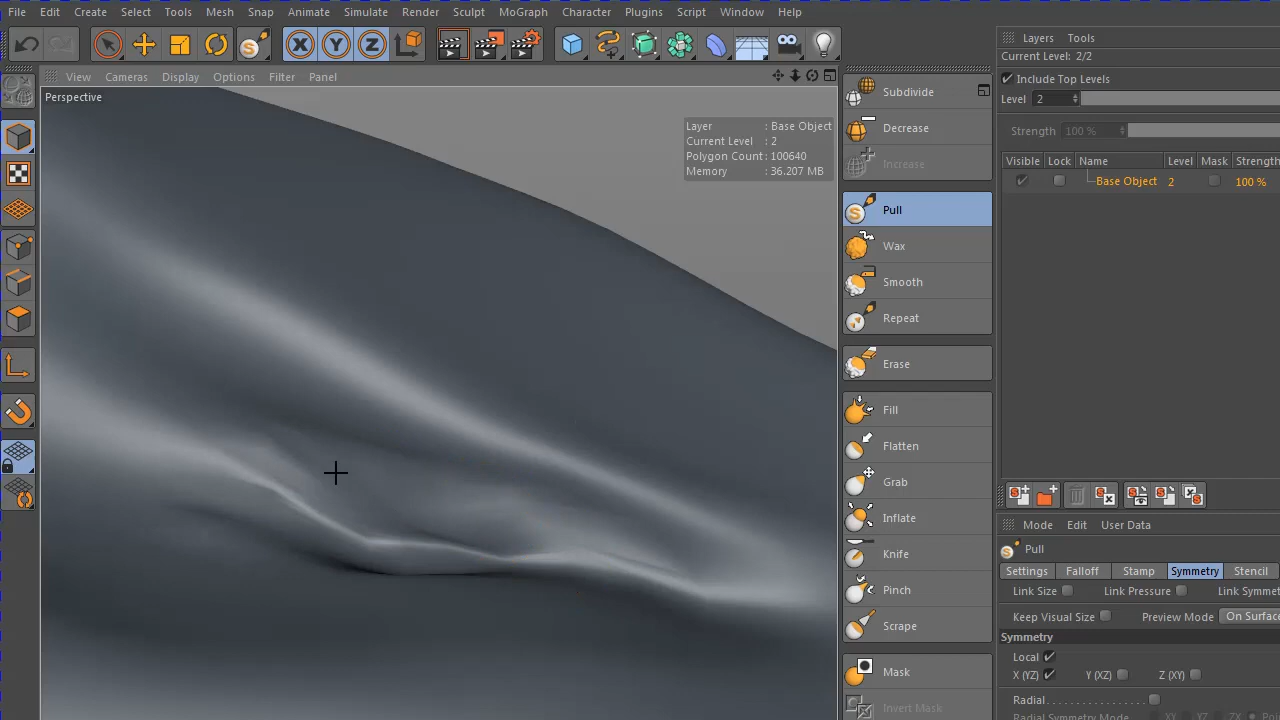 File Edit Create Select Tools Mesh Snap Animate Simulate Render Sculpt MoGraph Character Plugins Script Window Help
View Cameras Display Options Filter Panel
Perspective
Layer : Base Object
Current Level : 2
Polygon Count : 100640
Memory : 36.207 MB
Subdivide
Decrease
Increase
Pull
Wax
Smooth
Repeat
Erase
Fill
Flatten
Grab
Inflate
Knife
Pinch
Scrape
Mask
Invert Mask
Layers Tools
Current Level: 2/2
Include Top Levels
Level 2
Strength 100 %
Visible Lock Name Level Mask Strength
Base Object 2 100 %
Mode Edit User Data
Pull
Settings Falloff Stamp Symmetry Stencil
Link Size Link Pressure Link Symmet
Keep Visual Size Preview Mode On Surface
Symmetry
Local
X (YZ) Y (XZ) Z (XY)
Radial
Radial Symmetry Mode